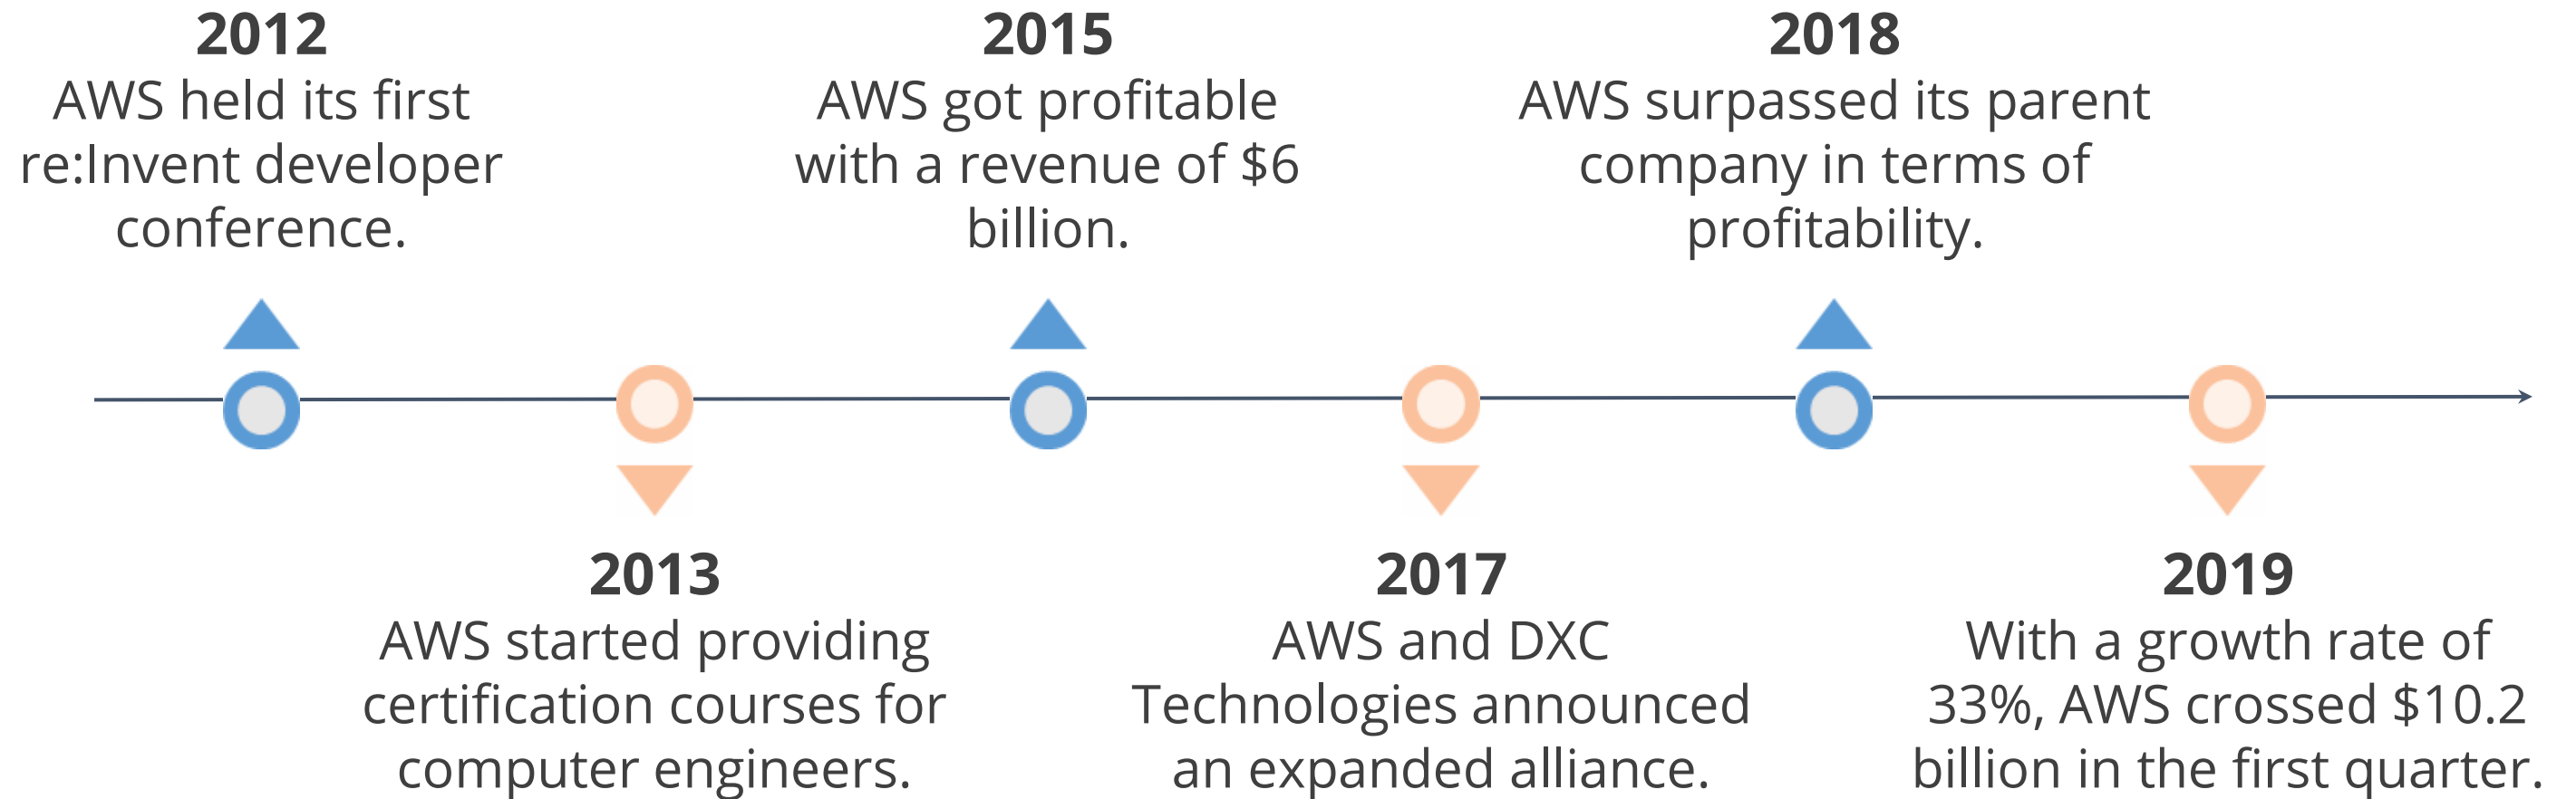 2012
AWS held its first
re:Invent developer
conference.
2013
AWS started providing
certification courses for
computer engineers.
2015
AWS got profitable
with a revenue of $6
billion.
2017
AWS and DXC
Technologies announced
an expanded alliance.
2018
AWS surpassed its parent
company in terms of
profitability.
2019
With a growth rate of
33%, AWS crossed $10.2
billion in the first quarter.